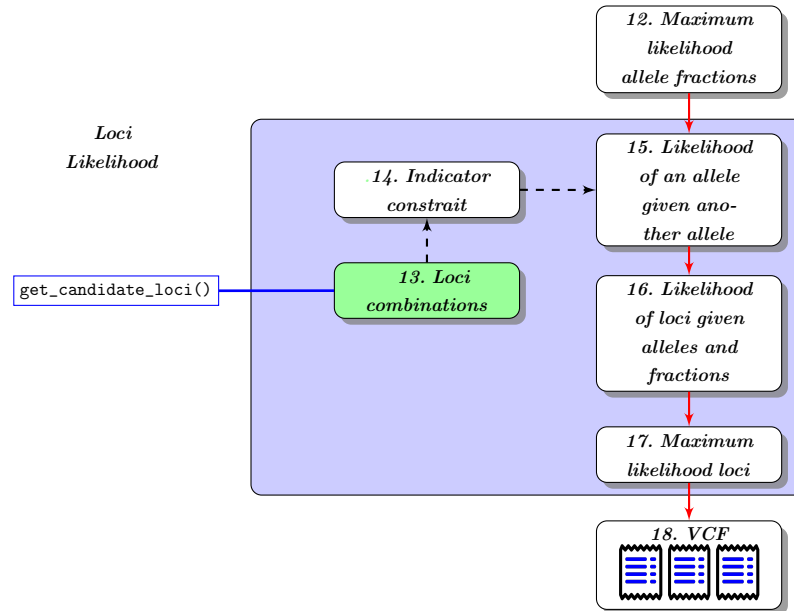 12. Maximum
likelihood
allele fractions
Loci
Likelihood
15. Likelihood
of an allele
given ano-
ther allele
14. Indicator
constrait
13. Loci
combinations
get_candidate_loci()
16. Likelihood
of loci given
alleles and
fractions
17. Maximum
likelihood loci
18. VCF